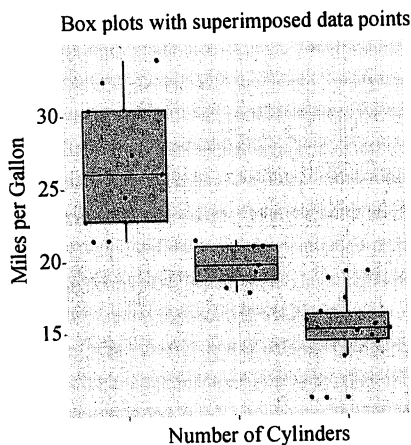 Box plots with superimposed data points
Miles per Gallon
30
25
20
15
Number of Cylinders